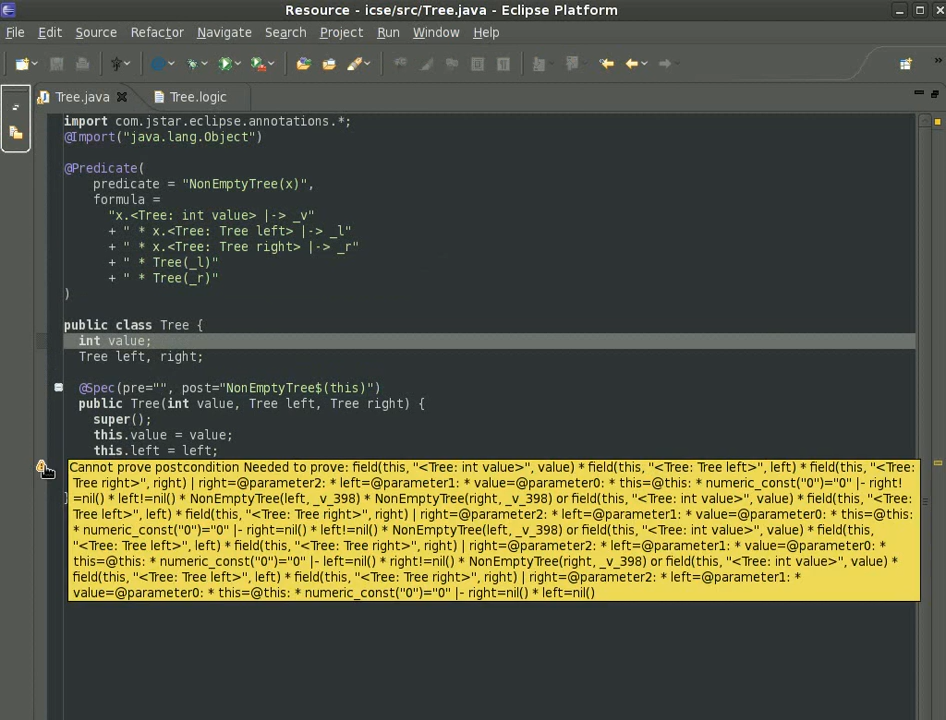 Resource - icse/src/Tree.java - Eclipse Platform
File Edit Source Refactor Navigate Search Project Run Window Help
Tree.java Tree.logic
import com.jstar.eclipse.annotations.*;
@Import("java.lang.Object")
@Predicate(
predicate = "NonEmptyTree(x)",
formula =
"x.<Tree: int value> |-> _v"
+ " * x.<Tree: Tree left> |-> _l"
+ " * x.<Tree: Tree right> |-> _r"
+ " * Tree(_l)"
+ " * Tree(_r)"
)
public class Tree {
int value;
Tree left, right;
@Spec(pre="", post="NonEmptyTree$(this)")
public Tree(int value, Tree left, Tree right) {
super();
this.value = value;
this.left = left;
Cannot prove postcondition Needed to prove: field(this, "<Tree: int value>", value) * field(this, "<Tree: Tree left>", left) * field(this, "<Tree:
Tree right>", right) | right=@parameter2: * left=@parameter1: * value=@parameter0: * this=@this: * numeric_const("0")="0" |- right!
=nil() * left!=nil() * NonEmptyTree(left, _v_398) * NonEmptyTree(right, _v_398) or field(this, "<Tree: int value>", value) * field(this, "<Tree:
Tree left>", left) * field(this, "<Tree: Tree right>", right) | right=@parameter2: * left=@parameter1: * value=@parameter0: * this=@this:
* numeric_const("0")="0" |- right=nil() * left!=nil() * NonEmptyTree(left, _v_398) or field(this, "<Tree: int value>", value) * field(this,
"<Tree: Tree left>", left) * field(this, "<Tree: Tree right>", right) | right=@parameter2: * left=@parameter1: * value=@parameter0: *
this=@this: * numeric_const("0")="0" |- left=nil() * right!=nil() * NonEmptyTree(right, _v_398) or field(this, "<Tree: int value>", value) *
field(this, "<Tree: Tree left>", left) * field(this, "<Tree: Tree right>", right) | right=@parameter2: * left=@parameter1: *
value=@parameter0: * this=@this: * numeric_const("0")="0" |- right=nil() * left=nil()